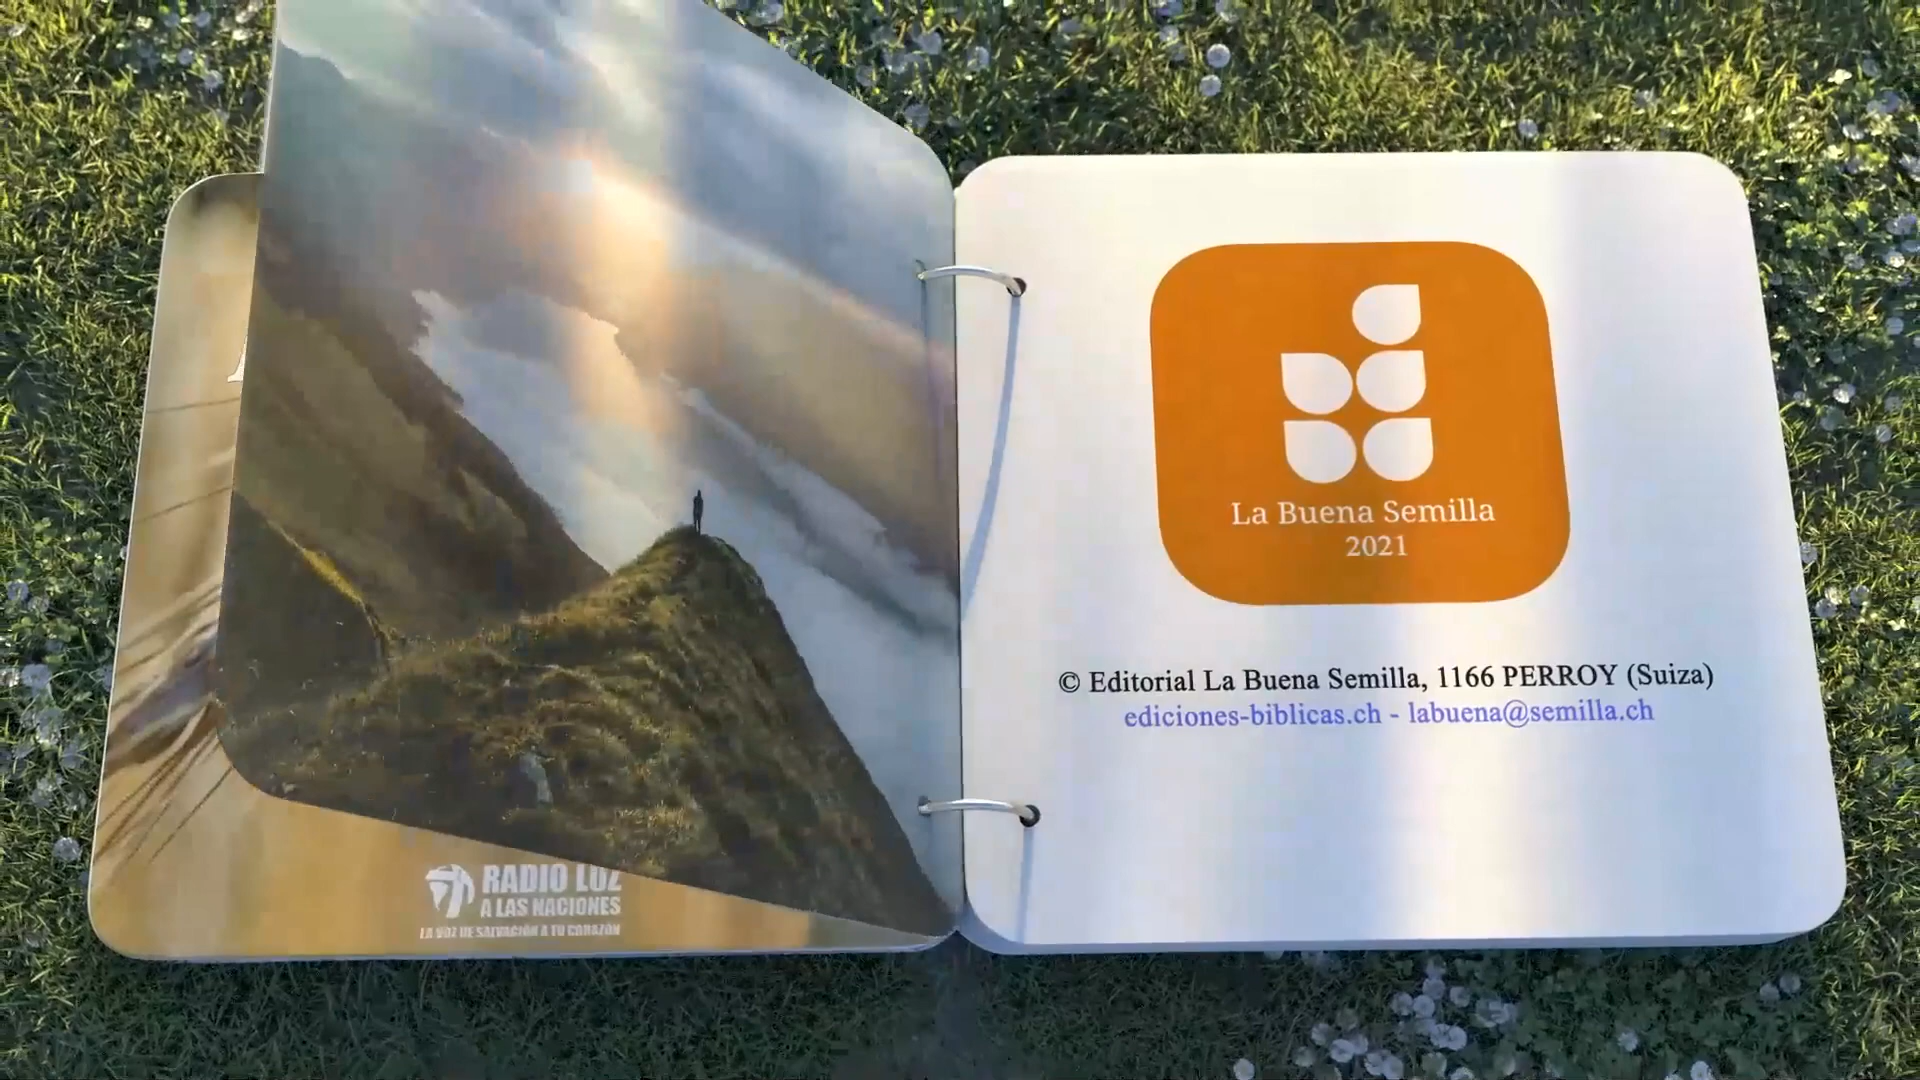 RADIO LUZ
A LAS NACIONES
LA VOZ DE SALVACIÓN A TU CORAZÓN
La Buena Semilla
2021
© Editorial La Buena Semilla, 1166 PERROY (Suiza)
ediciones-biblicas.ch - labuena@semilla.ch